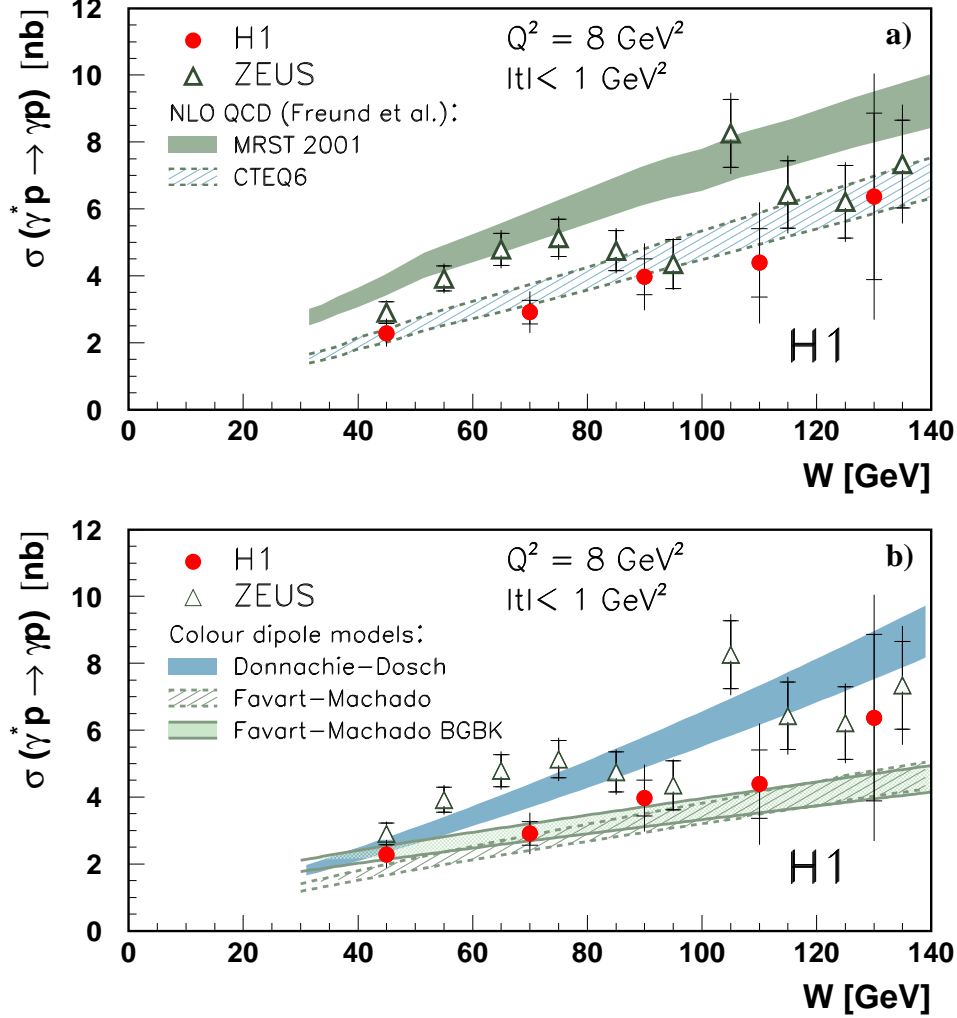 σ (γ* p → γp) [nb]
12
10
8
6
4
2
0
a)
H1
ZEUS
Q² = 8 GeV²
|t|< 1 GeV²
NLO QCD (Freund et al.):
MRST 2001
CTEQ6
H1
0 20 40 60 80 100 120 140
W [GeV]
σ (γ* p → γp) [nb]
12
10
8
6
4
2
0
b)
H1
ZEUS
Q² = 8 GeV²
|t|< 1 GeV²
Colour dipole models:
Donnachie–Dosch
Favart–Machado
Favart–Machado BGBK
H1
0 20 40 60 80 100 120 140
W [GeV]